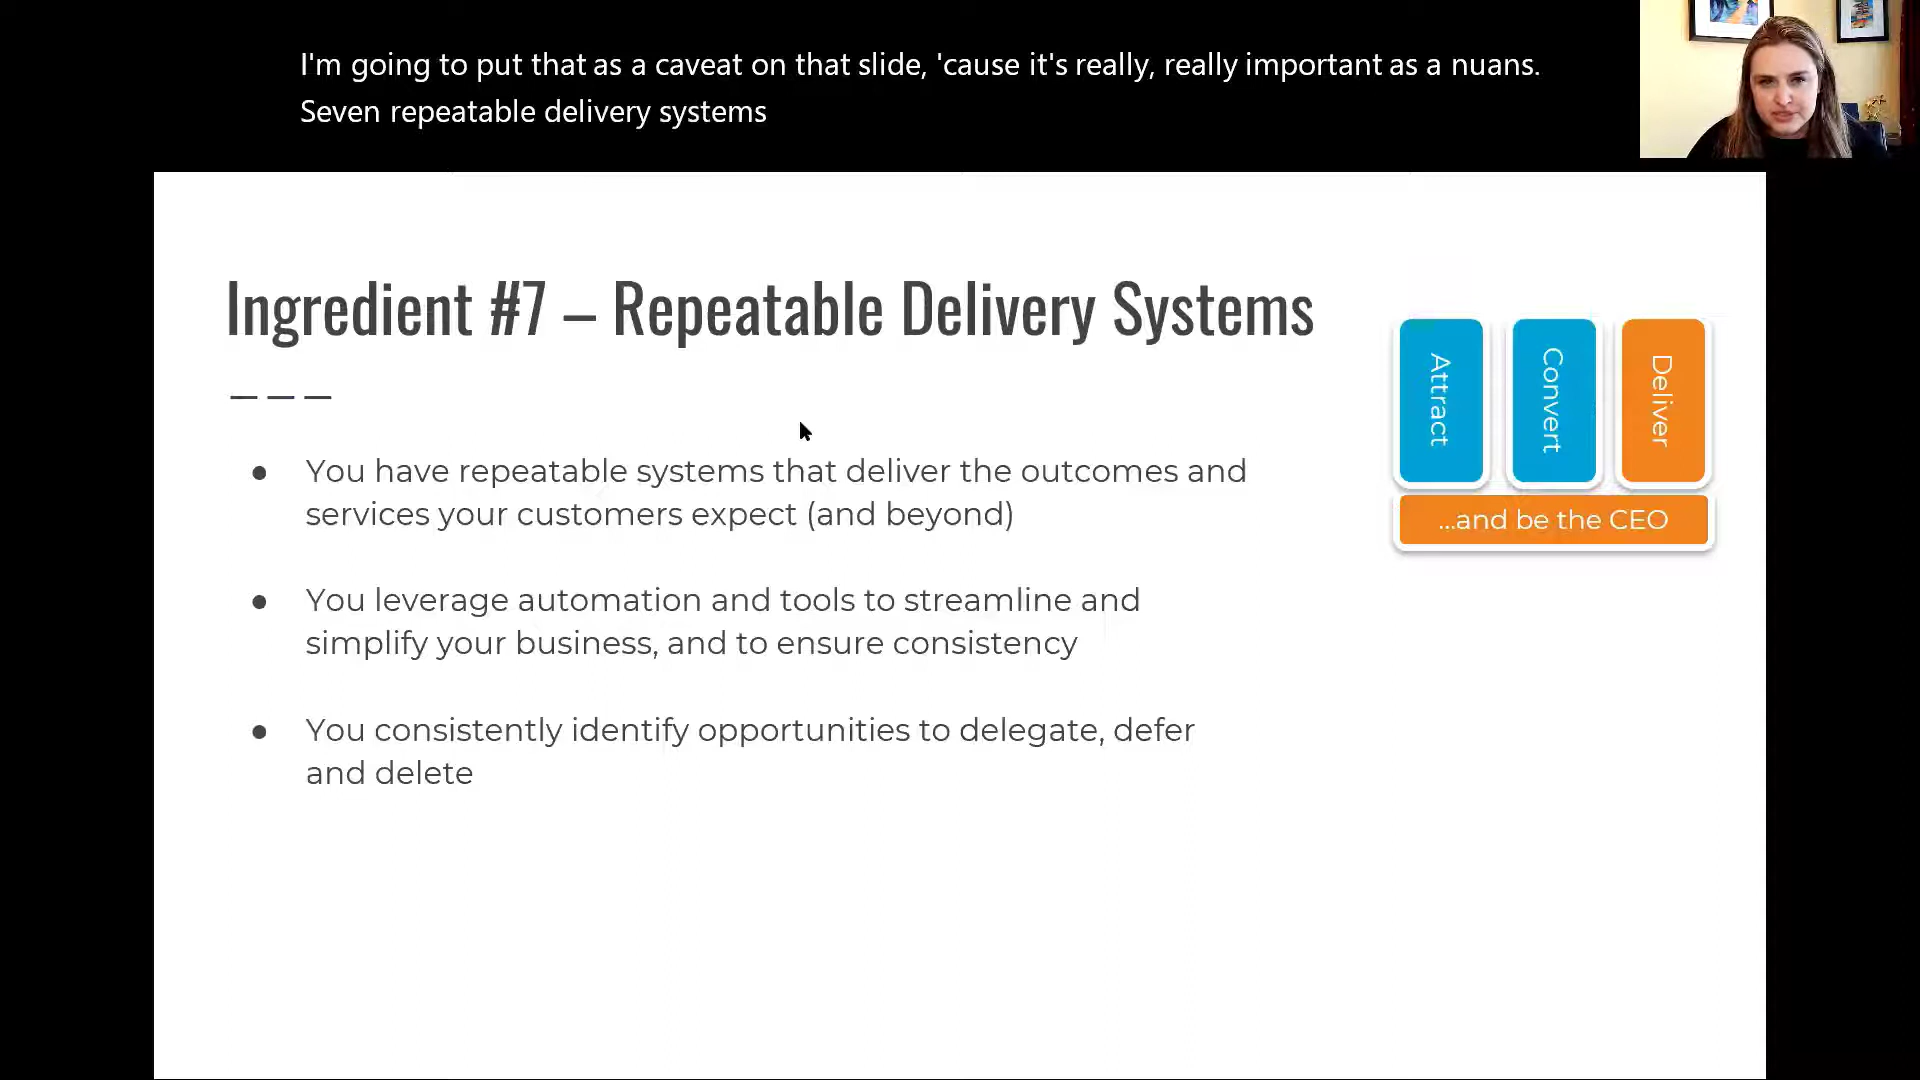 I'm going to put that as a caveat on that slide, 'cause it's really, really important as a nuans.
Seven repeatable delivery systems
Ingredient #7 – Repeatable Delivery Systems
Attract
Convert
Deliver
...and be the CEO
● You have repeatable systems that deliver the outcomes and
services your customers expect (and beyond)
● You leverage automation and tools to streamline and
simplify your business, and to ensure consistency
● You consistently identify opportunities to delegate, defer
and delete